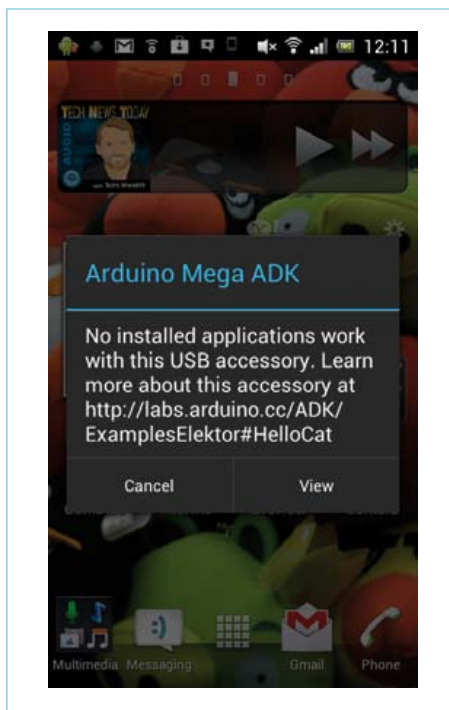 12:11
TECH NEWS TODAY
AUDIO
Arduino Mega ADK
No installed applications work
with this USB accessory. Learn
more about this accessory at
http://labs.arduino.cc/ADK/
ExamplesElektor#HelloCat
Cancel
View
Multimedia
Messaging
Gmail
Phone